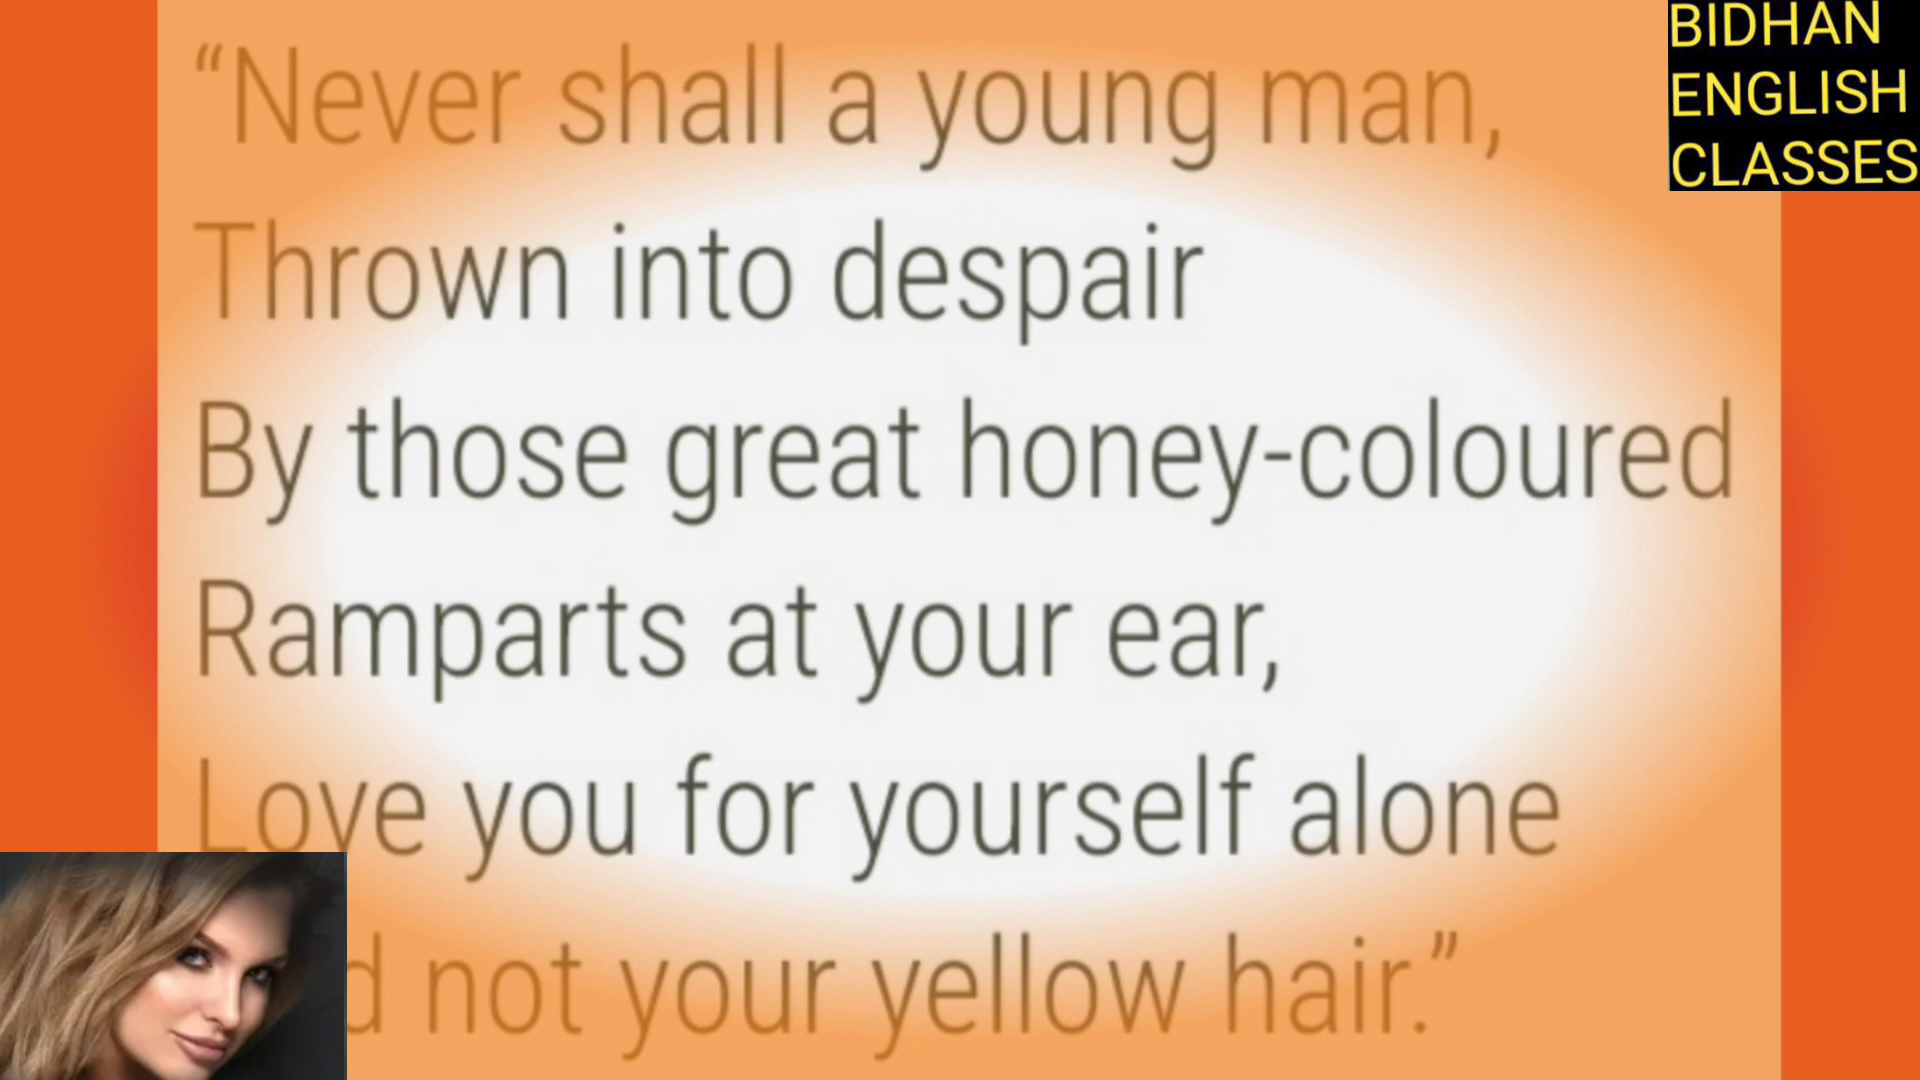 “Never shall a young man,
Thrown into despair
By those great honey-coloured
Ramparts at your ear,
Love you for yourself alone
d not your yellow hair.”
BIDHAN
ENGLISH
CLASSES